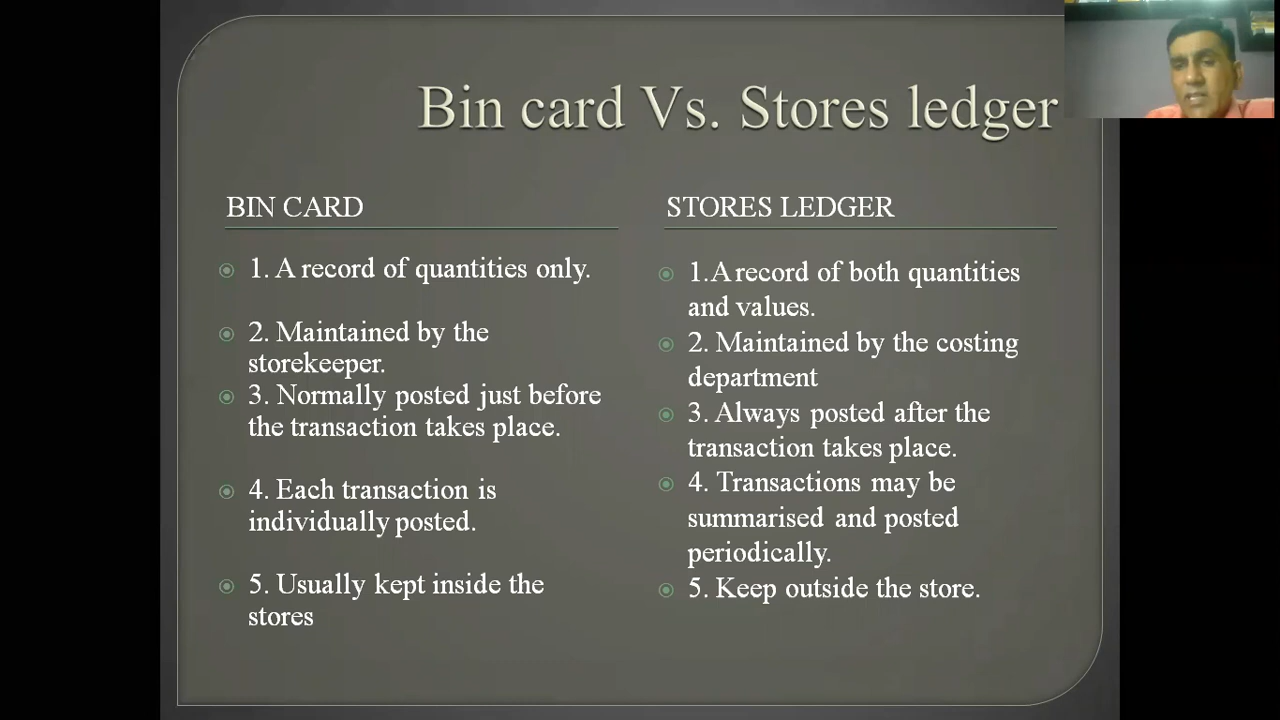 Bin card Vs. Stores ledger
BIN CARD
1. A record of quantities only.
2. Maintained by the
storekeeper.
3. Normally posted just before
the transaction takes place.
4. Each transaction is
individually posted.
5. Usually kept inside the
stores
STORES LEDGER
1.A record of both quantities
and values.
2. Maintained by the costing
department
3. Always posted after the
transaction takes place.
4. Transactions may be
summarised and posted
periodically.
5. Keep outside the store.